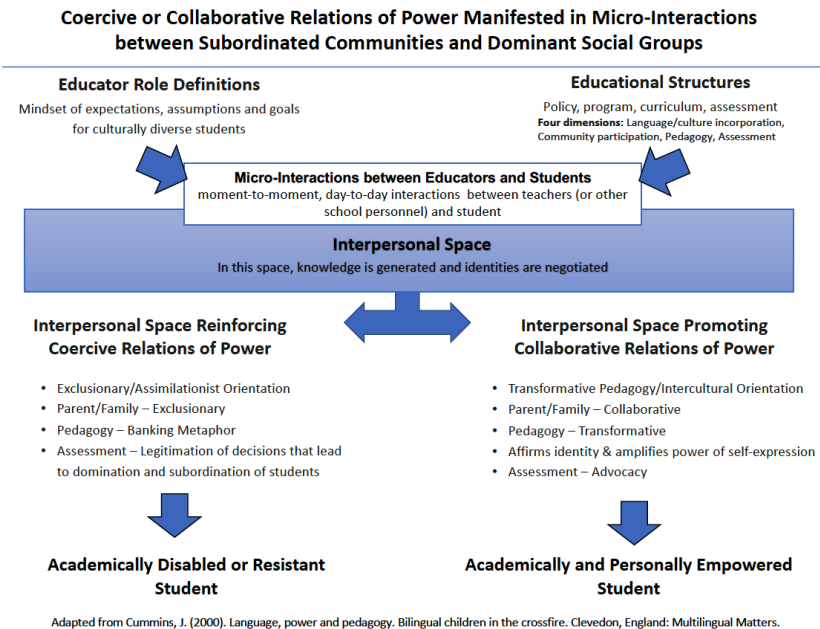 Coercive or Collaborative Relations of Power Manifested in Micro-Interactions
between Subordinated Communities and Dominant Social Groups
Educator Role Definitions
Mindset of expectations, assumptions and goals
for culturally diverse students
Educational Structures
Policy, program, curriculum, assessment
Four dimensions: Language/culture incorporation,
Community participation, Pedagogy, Assessment
Micro-Interactions between Educators and Students
moment-to-moment, day-to-day interactions between teachers (or other
school personnel) and student
Interpersonal Space
In this space, knowledge is generated and identities are negotiated
Interpersonal Space Reinforcing
Coercive Relations of Power
• Exclusionary/Assimilationist Orientation
• Parent/Family – Exclusionary
• Pedagogy – Banking Metaphor
• Assessment – Legitimation of decisions that lead
to domination and subordination of students
Academically Disabled or Resistant
Student
Interpersonal Space Promoting
Collaborative Relations of Power
• Transformative Pedagogy/Intercultural Orientation
• Parent/Family – Collaborative
• Pedagogy – Transformative
• Affirms identity & amplifies power of self-expression
• Assessment – Advocacy
Academically and Personally Empowered
Student
Adapted from Cummins, J. (2000). Language, power and pedagogy. Bilingual children in the crossfire. Clevedon, England: Multilingual Matters.